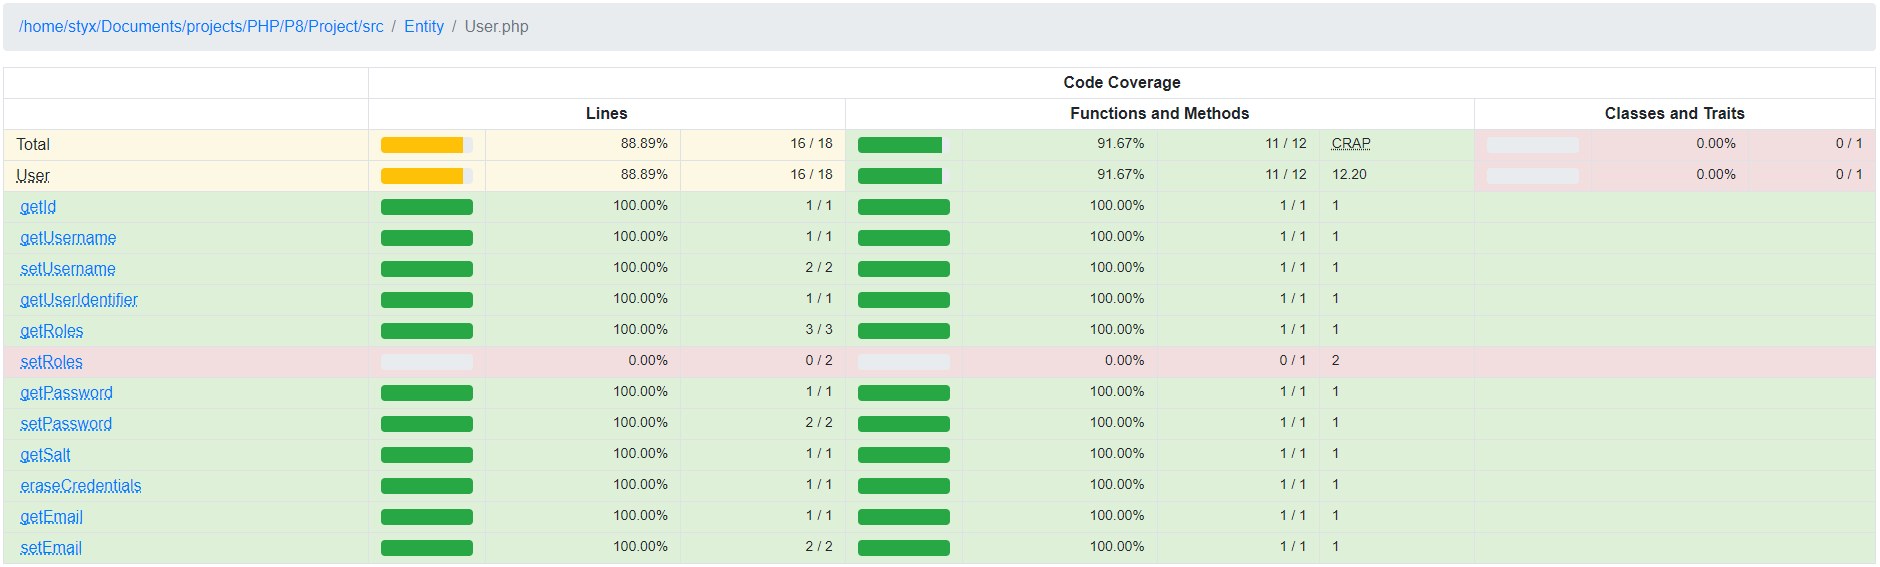 /home/styx/Documents/projects/PHP/P8/Project/src / Entity / User.php
Code Coverage
Lines Functions and Methods Classes and Traits
Total 88.89% 16 / 18 91.67% 11 / 12 CRAP 0.00% 0 / 1
User 88.89% 16 / 18 91.67% 11 / 12 12.20 0.00% 0 / 1
getId 100.00% 1 / 1 100.00% 1 / 1 1
getUsername 100.00% 1 / 1 100.00% 1 / 1 1
setUsername 100.00% 2 / 2 100.00% 1 / 1 1
getUserIdentifier 100.00% 1 / 1 100.00% 1 / 1 1
getRoles 100.00% 3 / 3 100.00% 1 / 1 1
setRoles 0.00% 0 / 2 0.00% 0 / 1 2
getPassword 100.00% 1 / 1 100.00% 1 / 1 1
setPassword 100.00% 2 / 2 100.00% 1 / 1 1
getSalt 100.00% 1 / 1 100.00% 1 / 1 1
eraseCredentials 100.00% 1 / 1 100.00% 1 / 1 1
getEmail 100.00% 1 / 1 100.00% 1 / 1 1
setEmail 100.00% 2 / 2 100.00% 1 / 1 1